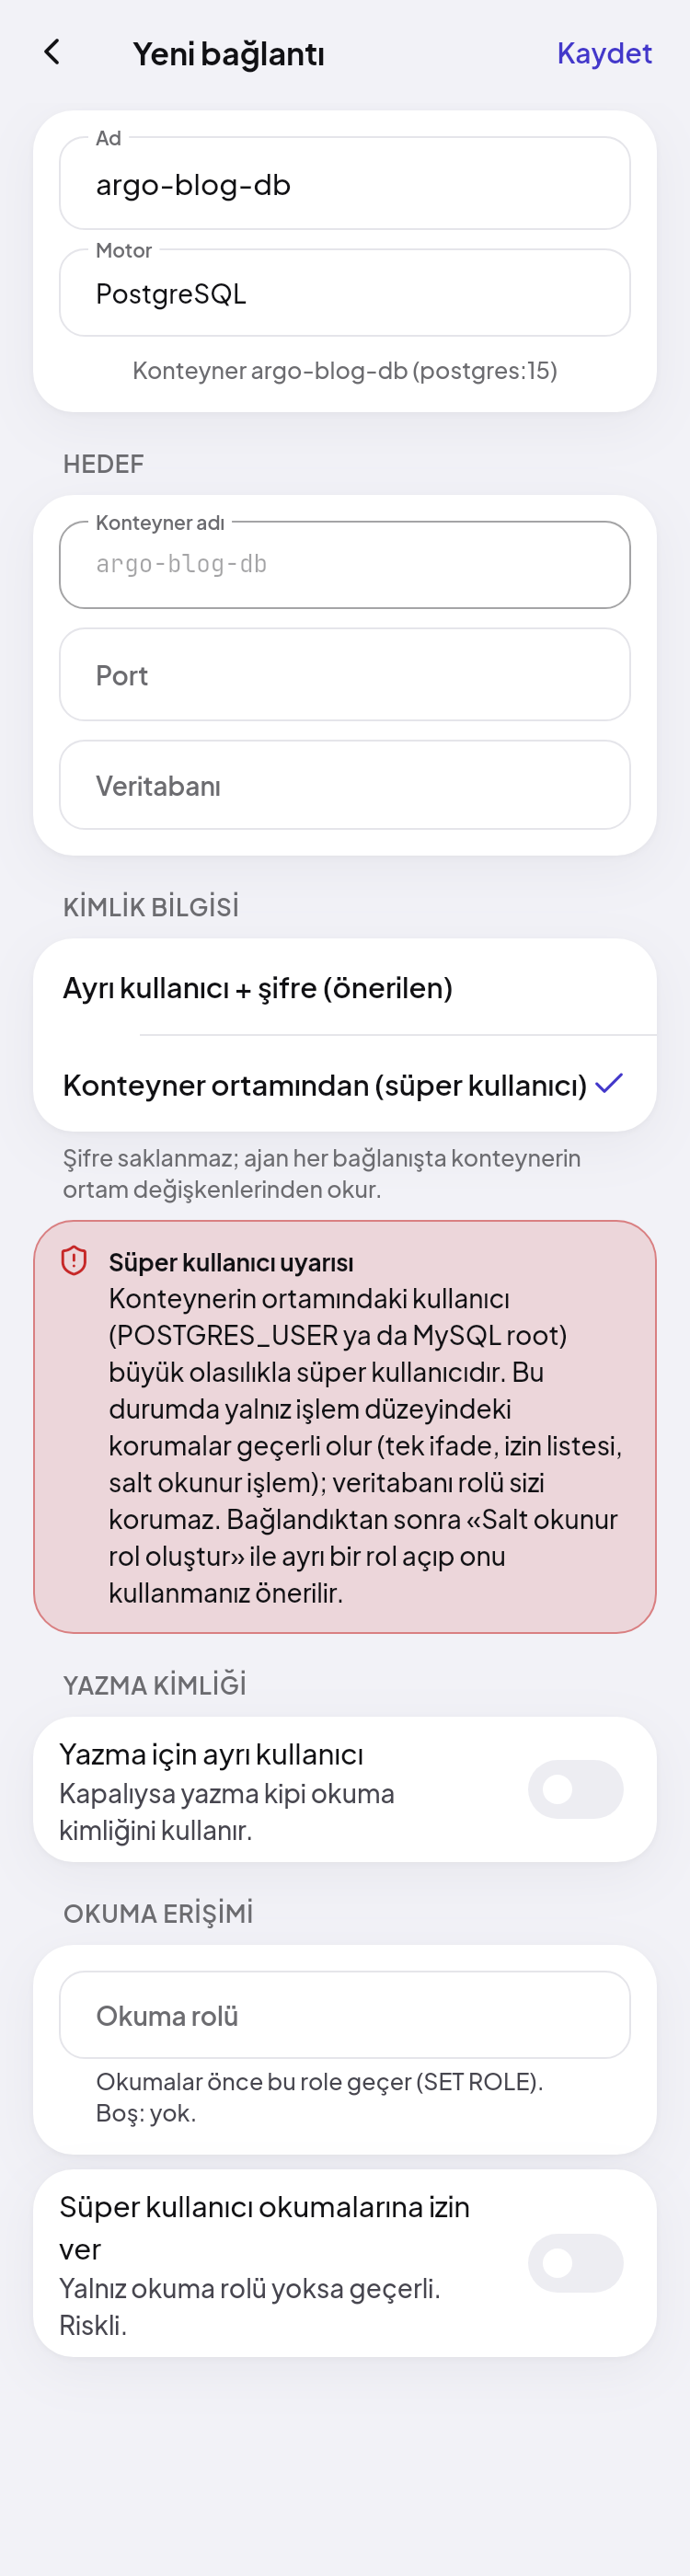 Yeni bağlantı
Kaydet
Ad
argo-blog-db
Motor
PostgreSQL
Konteyner argo-blog-db (postgres:15)
HEDEF
Konteyner adı
argo-blog-db
Port
Veritabanı
KİMLİK BİLGİSİ
Ayrı kullanıcı + şifre (önerilen)
Konteyner ortamından (süper kullanıcı)
Şifre saklanmaz; ajan her bağlanışta konteynerin
ortam değişkenlerinden okur.
Süper kullanıcı uyarısı
Konteynerin ortamındaki kullanıcı
(POSTGRES_USER ya da MySQL root)
büyük olasılıkla süper kullanıcıdır. Bu
durumda yalnız işlem düzeyindeki
korumalar geçerli olur (tek ifade, izin listesi,
salt okunur işlem); veritabanı rolü sizi
korumaz. Bağlandıktan sonra «Salt okunur
rol oluştur» ile ayrı bir rol açıp onu
kullanmanız önerilir.
YAZMA KİMLİĞİ
Yazma için ayrı kullanıcı
Kapalıysa yazma kipi okuma
kimliğini kullanır.
OKUMA ERİŞİMİ
Okuma rolü
Okumalar önce bu role geçer (SET ROLE).
Boş: yok.
Süper kullanıcı okumalarına izin
ver
Yalnız okuma rolü yoksa geçerli.
Riskli.